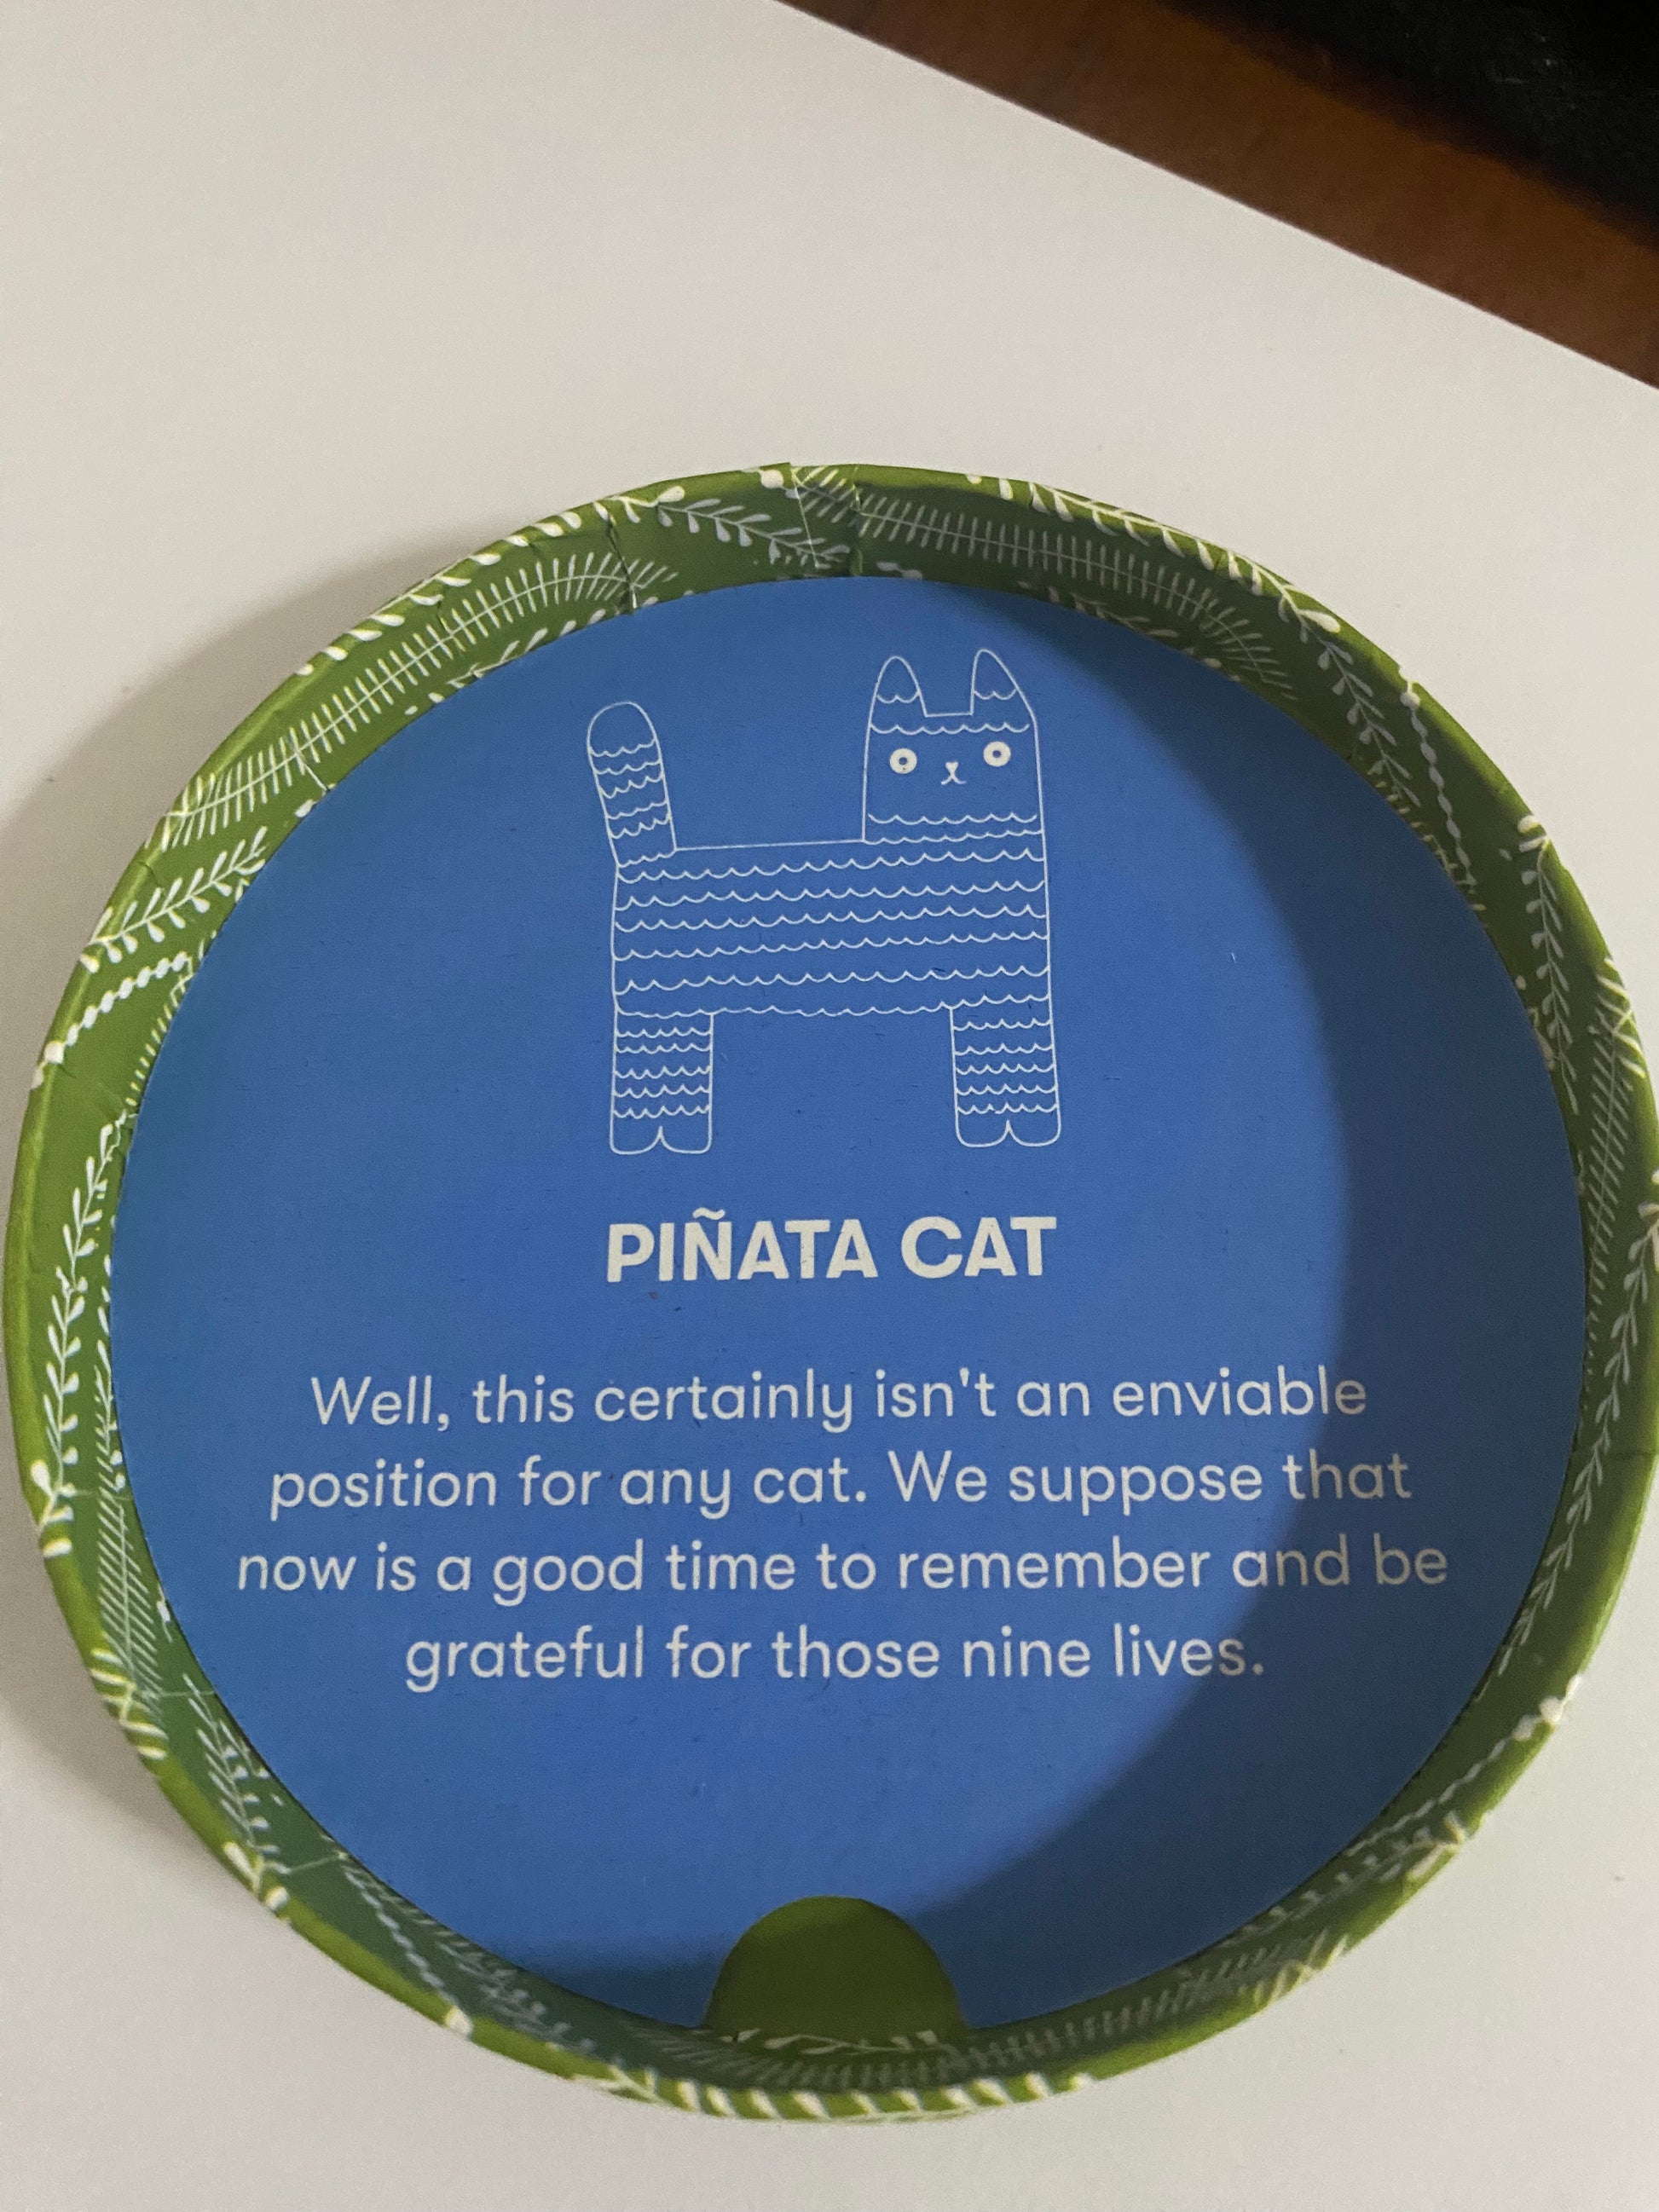 PIÑATA CAT
Well, this certainly isn't an enviable
position for any cat. We suppose that
now is a good time to remember and be
grateful for those nine lives.